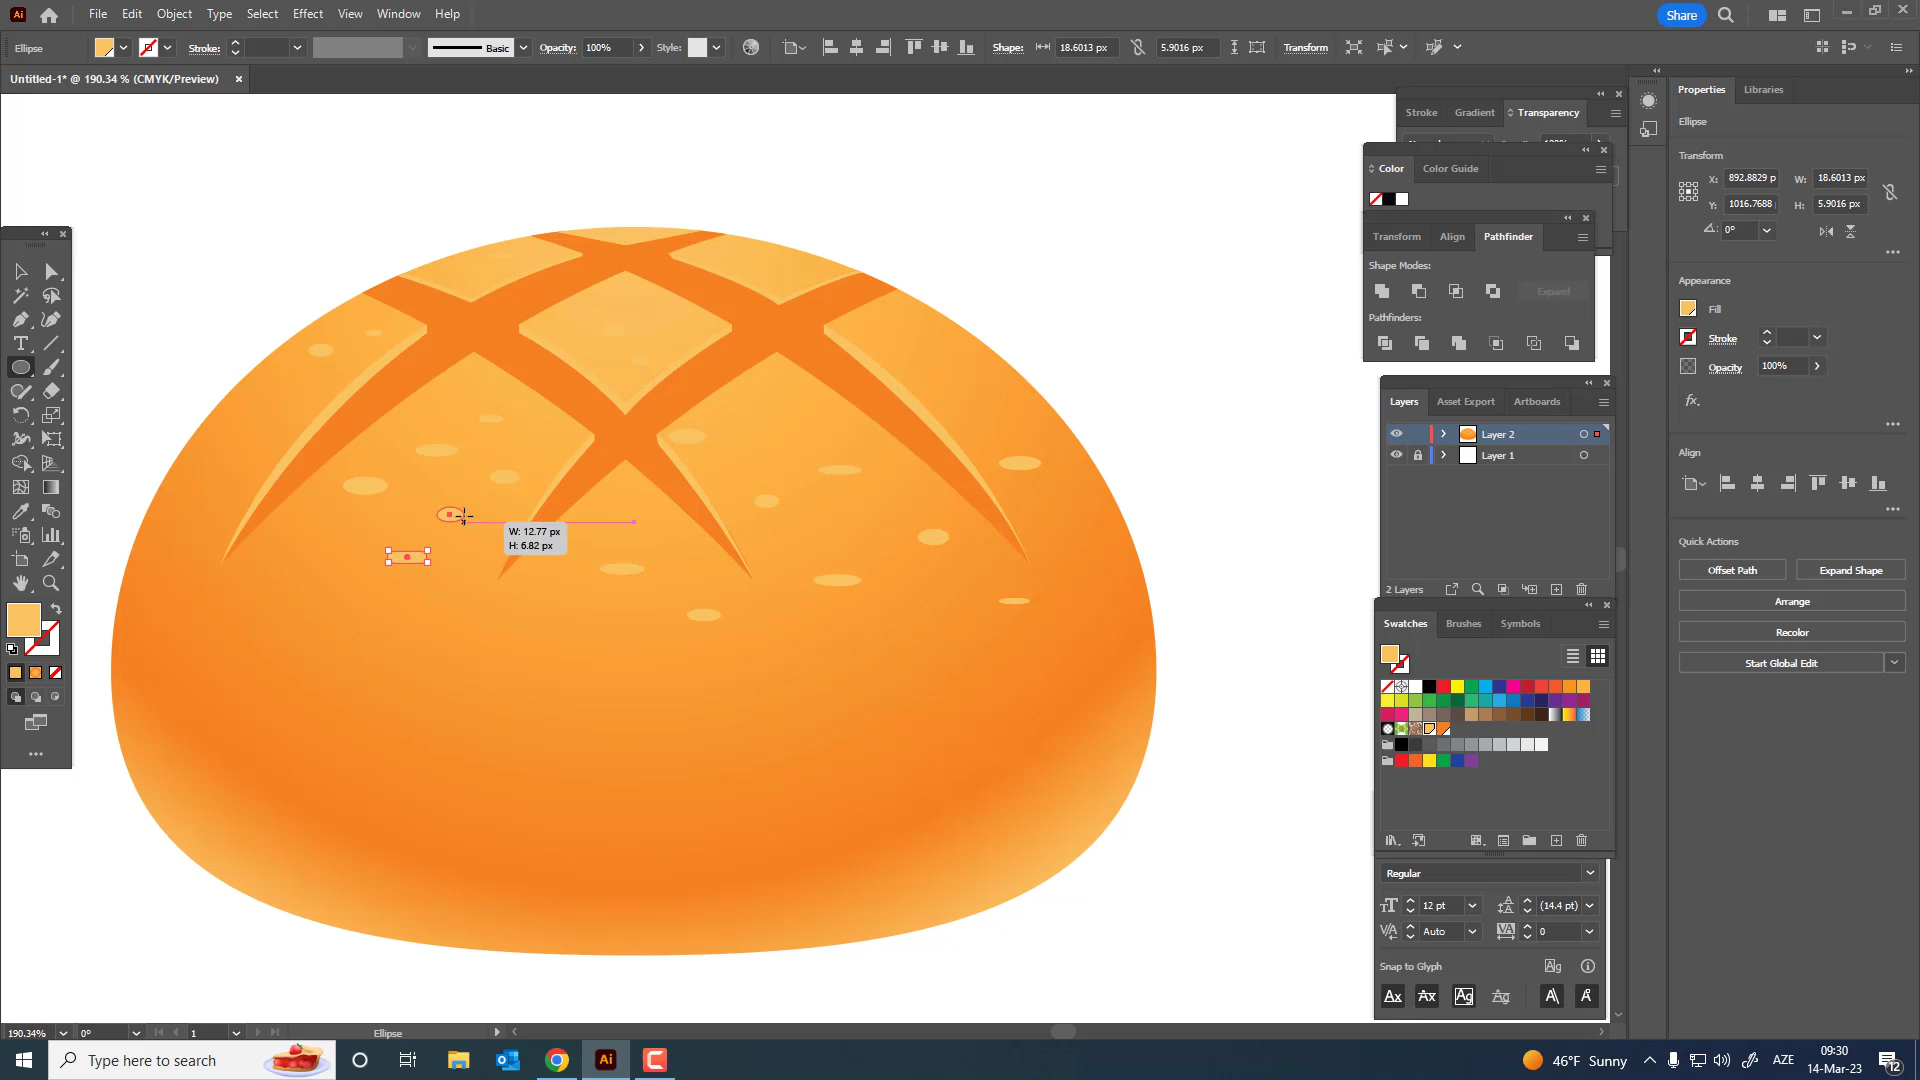 Ai File Edit Object Type Select Effect View Window Help Share
Ellipse Stroke: Basic Opacity: 100% Style: Shape: 18.6013 px 5.9016 px Transform
Untitled-1* @ 190.34 % (CMYK/Preview)
Stroke Gradient Transparency
Color Color Guide
Transform Align Pathfinder
Shape Modes:
Expand
Pathfinders:
Layers Asset Export Artboards
Layer 2
Layer 1
2 Layers
Swatches Brushes Symbols
Regular
12 pt (14.4 pt)
Auto 0
Snap to Glyph
Properties Libraries
Ellipse
Transform
X: 892.8829 p W: 18.6013 px
Y: 1016.7688 H: 5.9016 px
0°
Appearance
Fill
Stroke
Opacity 100%
fx
Align
Quick Actions
Offset Path Expand Shape
Arrange
Recolor
Start Global Edit
W: 12.77 px
H: 6.82 px
190.34% 0° 1 Ellipse
Type here to search Ai 46°F Sunny AZE 09:30
14-Mar-23 12